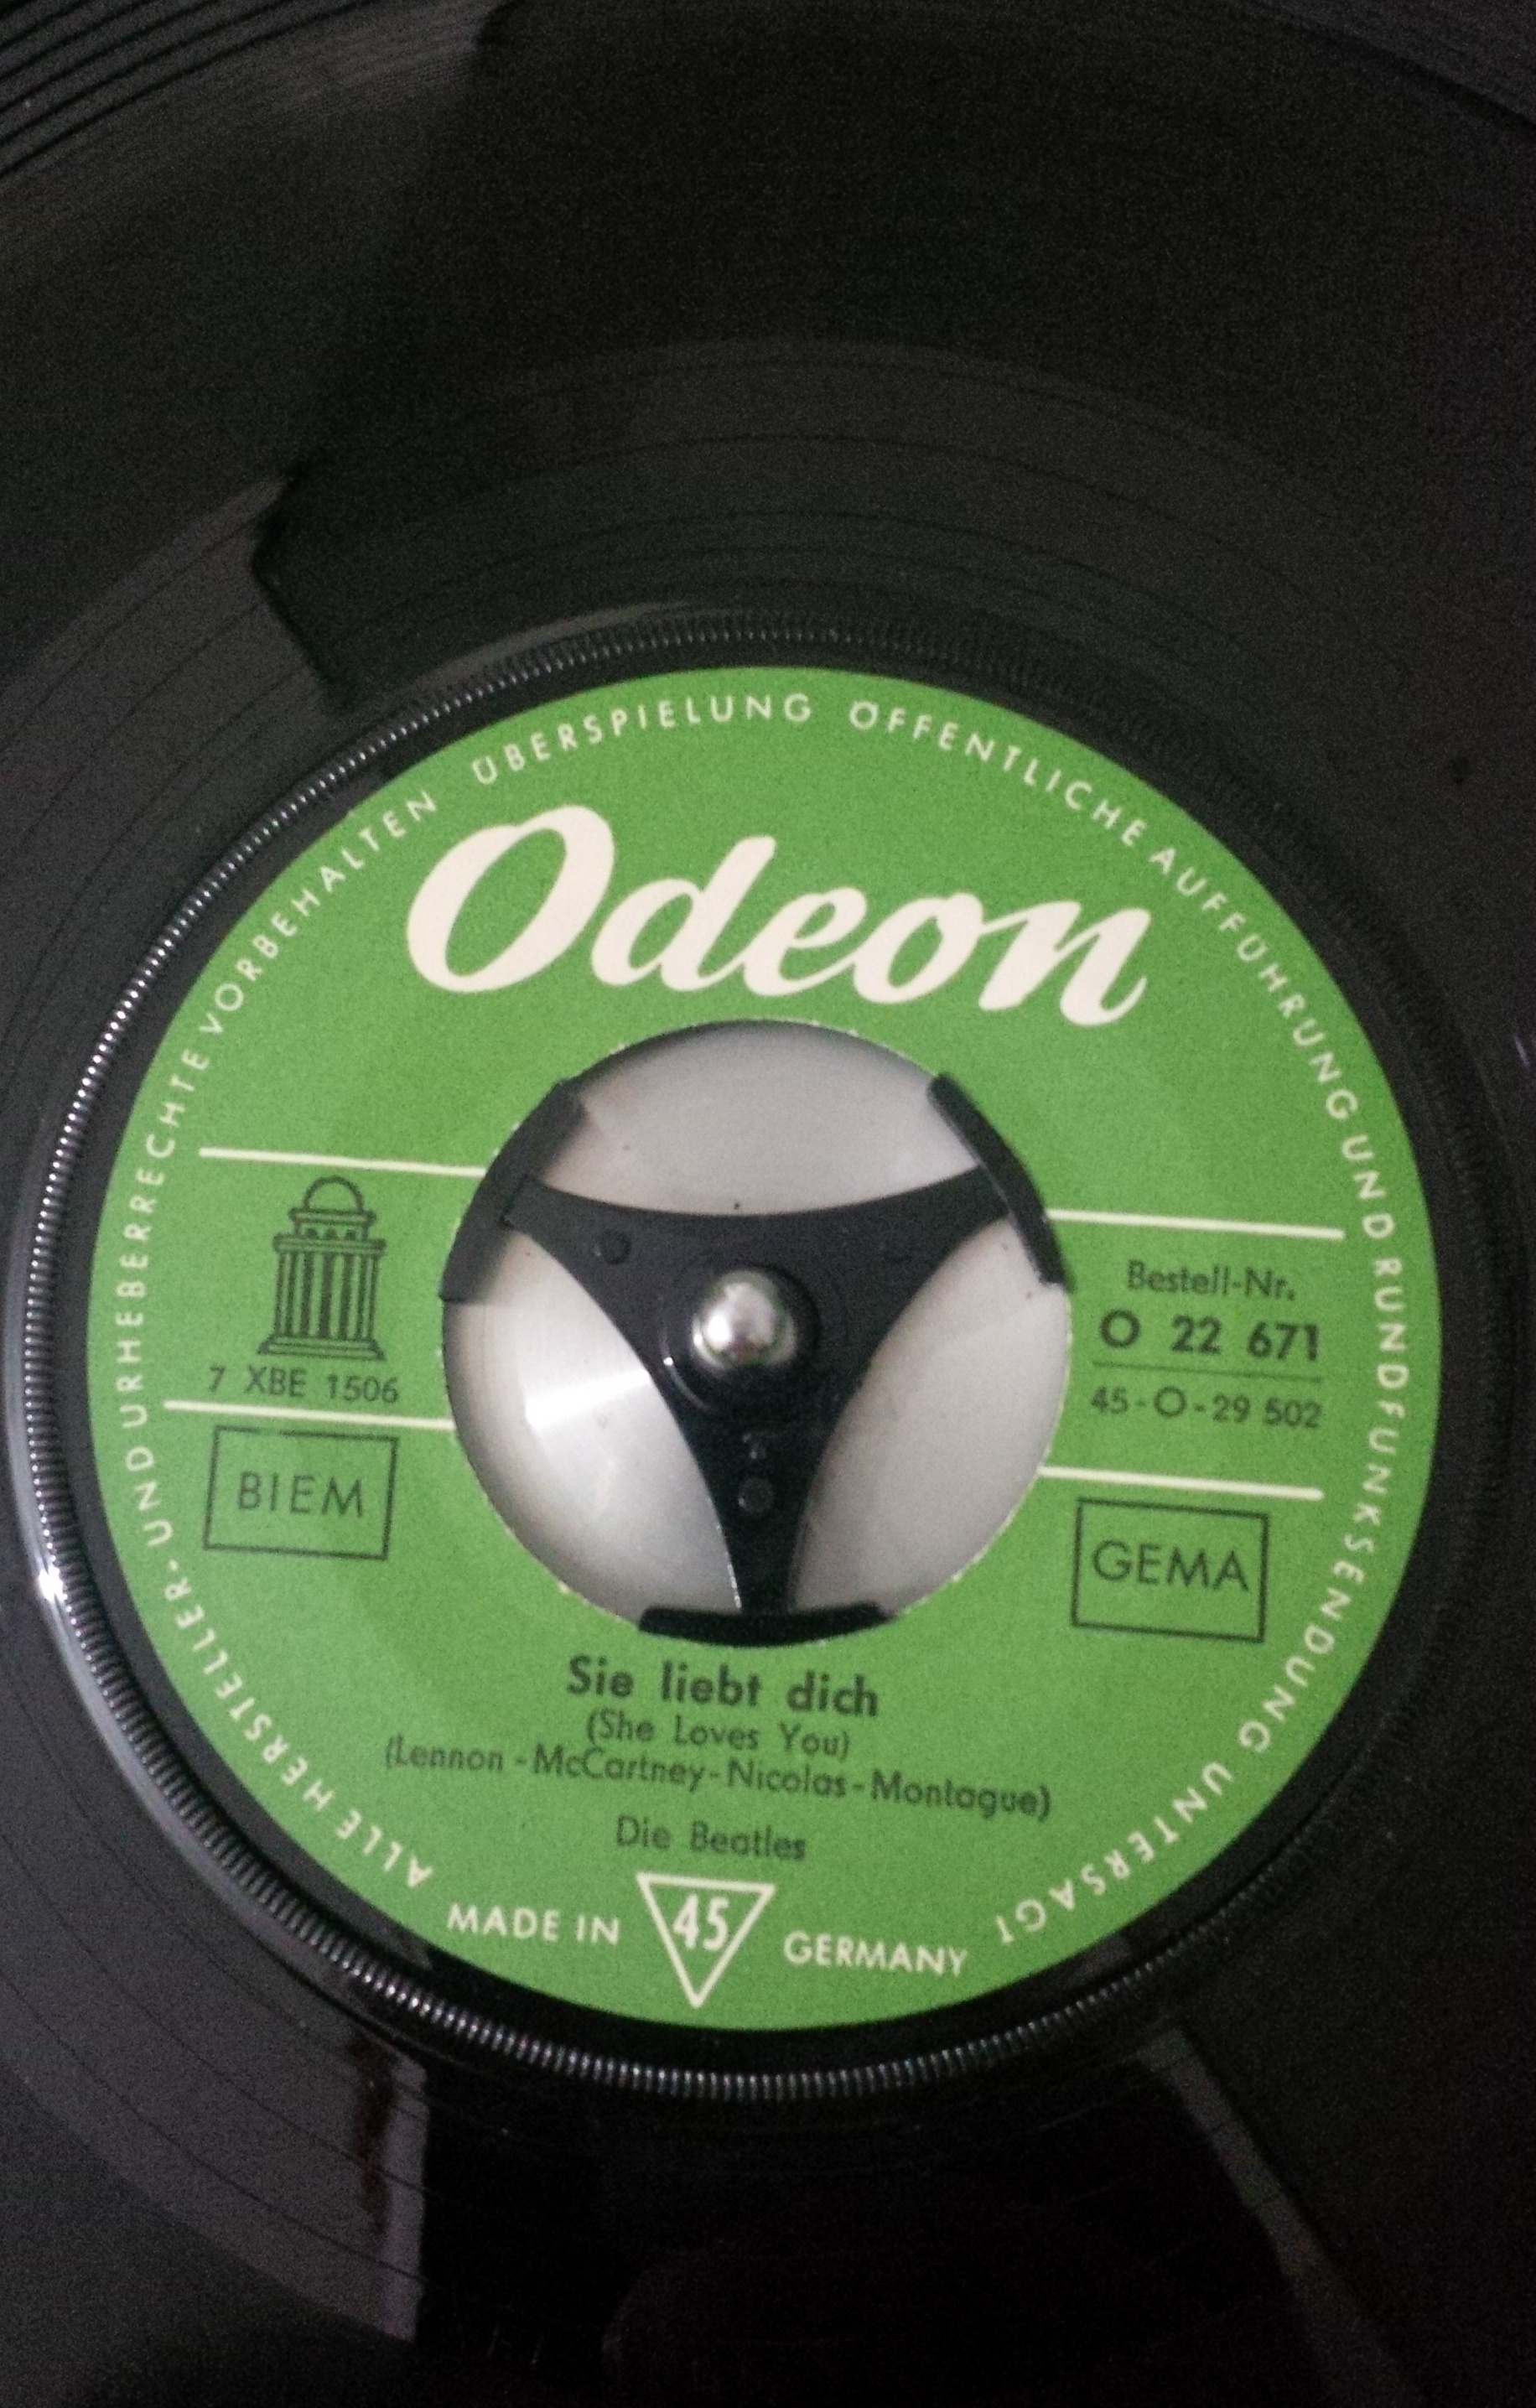 ALLE HERSTELLER- UND URHEBERRECHTE VORBEHALTEN ÜBERSPIELUNG ÖFFENTLICHE AUFFÜHRUNG UND RUNDFUNKSENDUNG UNTERSAGT
Odeon
7 XBE 1506
BIEM
Bestell-Nr.
O 22 671
45-O-29 502
GEMA
Sie liebt dich
(She Loves You)
(Lennon-McCartney-Nicolas-Montague)
Die Beatles
MADE IN 45 GERMANY